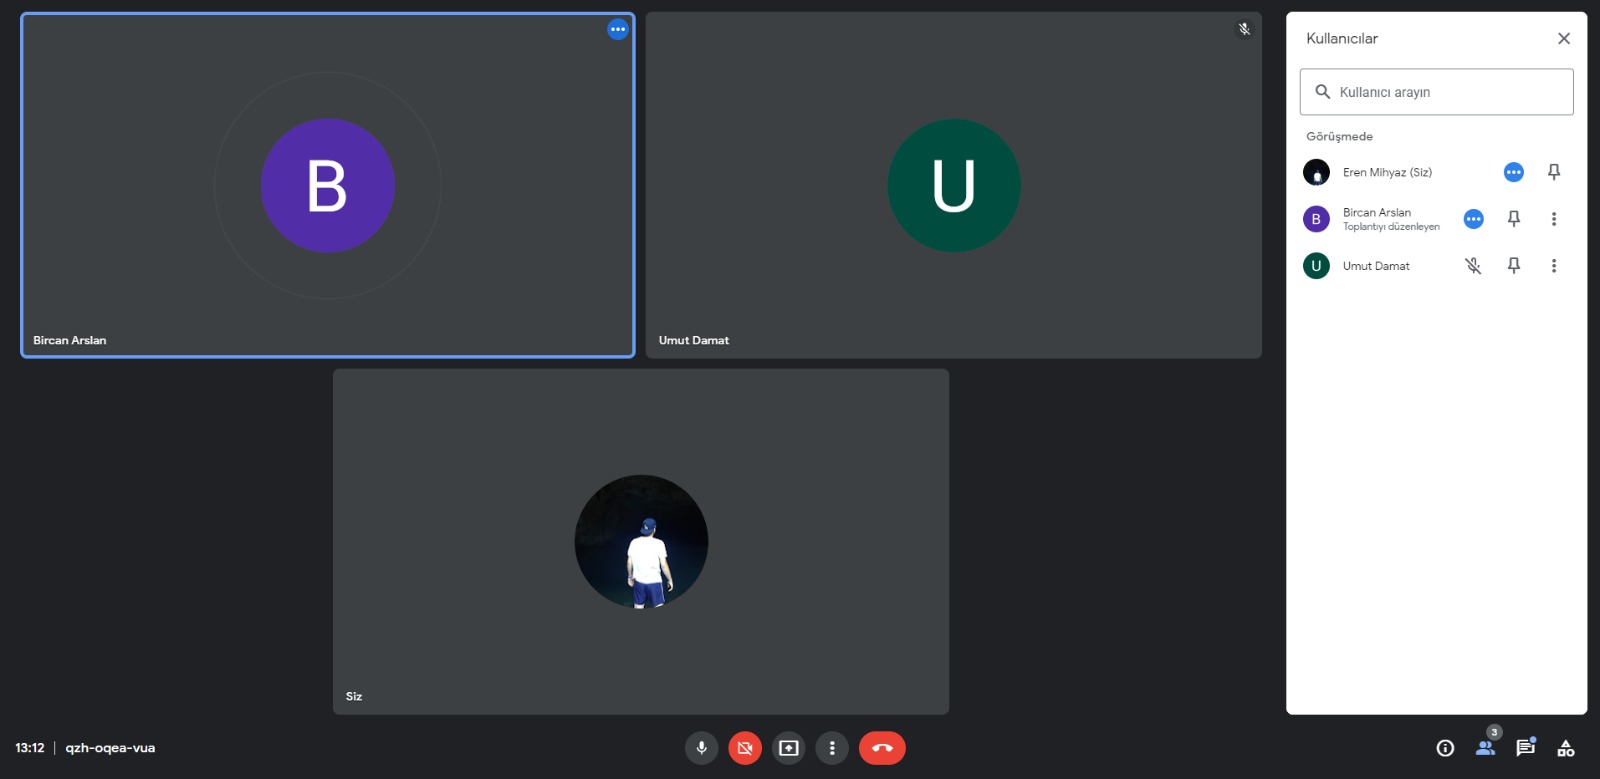 B
Bircan Arslan
U
Umut Damat
Siz
Kullanıcılar
Kullanıcı arayın
Görüşmede
Eren Mihyaz (Siz)
B
Bircan Arslan
Toplantıyı düzenleyen
U
Umut Damat
13:12 | qzh-oqea-vua
3